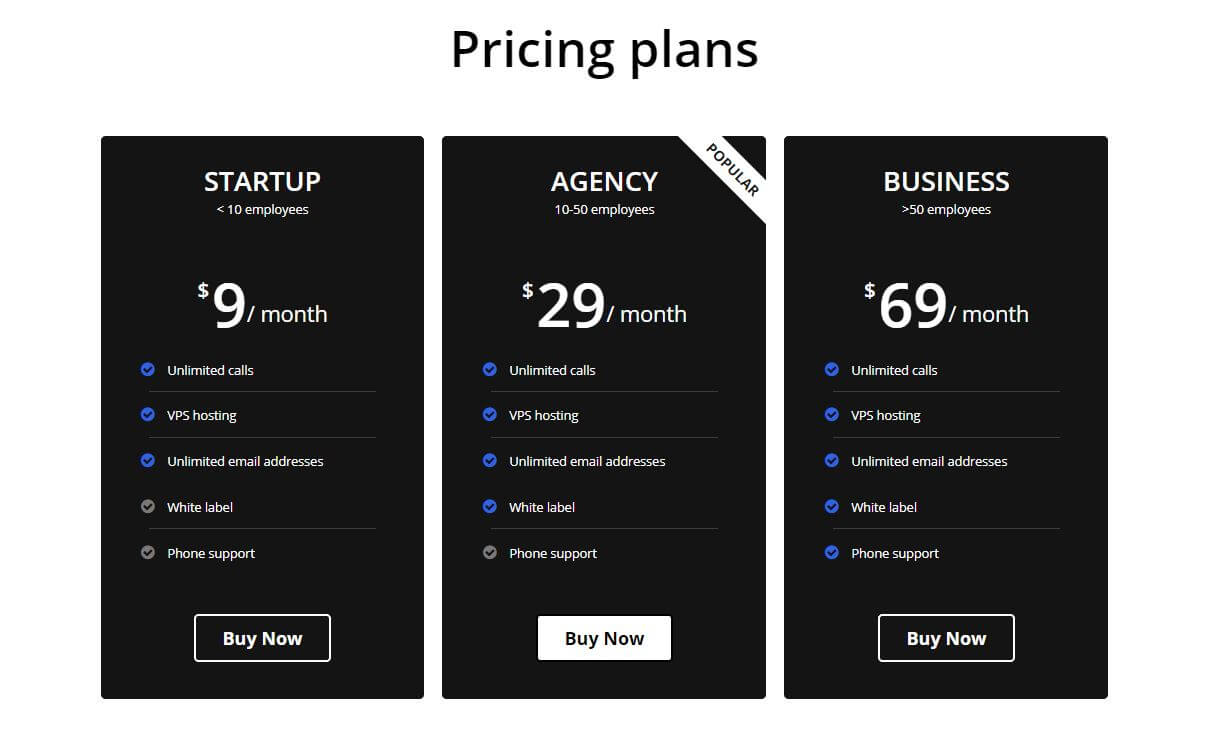 Pricing plans
STARTUP
< 10 employees
$9/ month
Unlimited calls
VPS hosting
Unlimited email addresses
White label
Phone support
Buy Now
POPULAR
AGENCY
10-50 employees
$29/ month
Unlimited calls
VPS hosting
Unlimited email addresses
White label
Phone support
Buy Now
BUSINESS
>50 employees
$69/ month
Unlimited calls
VPS hosting
Unlimited email addresses
White label
Phone support
Buy Now